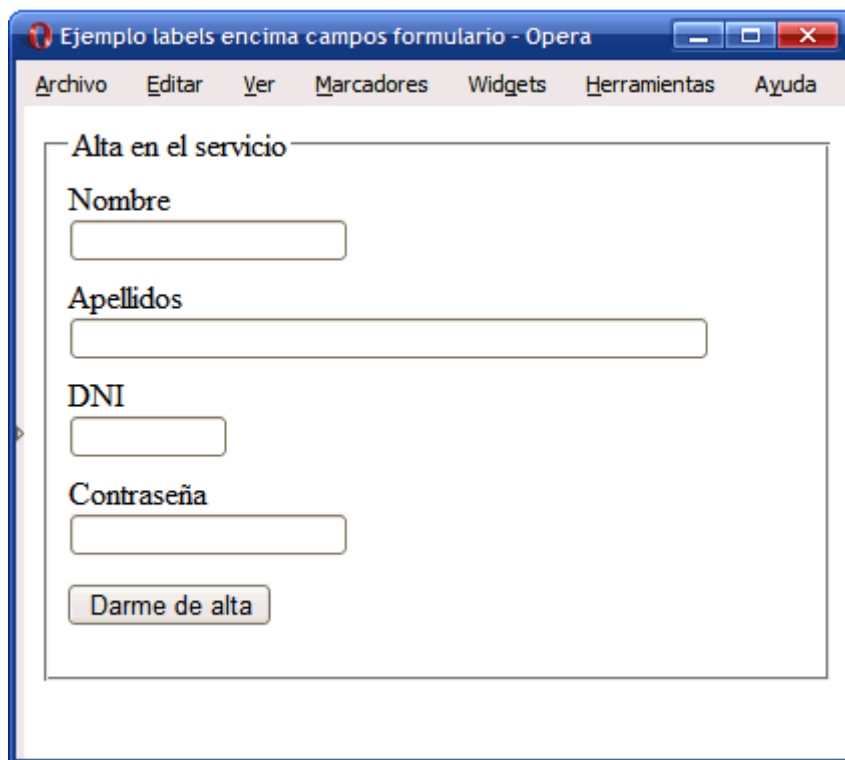 Ejemplo labels encima campos formulario - Opera
Archivo Editar Ver Marcadores Widgets Herramientas Ayuda
Alta en el servicio
Nombre
Apellidos
DNI
Contraseña
Darme de alta